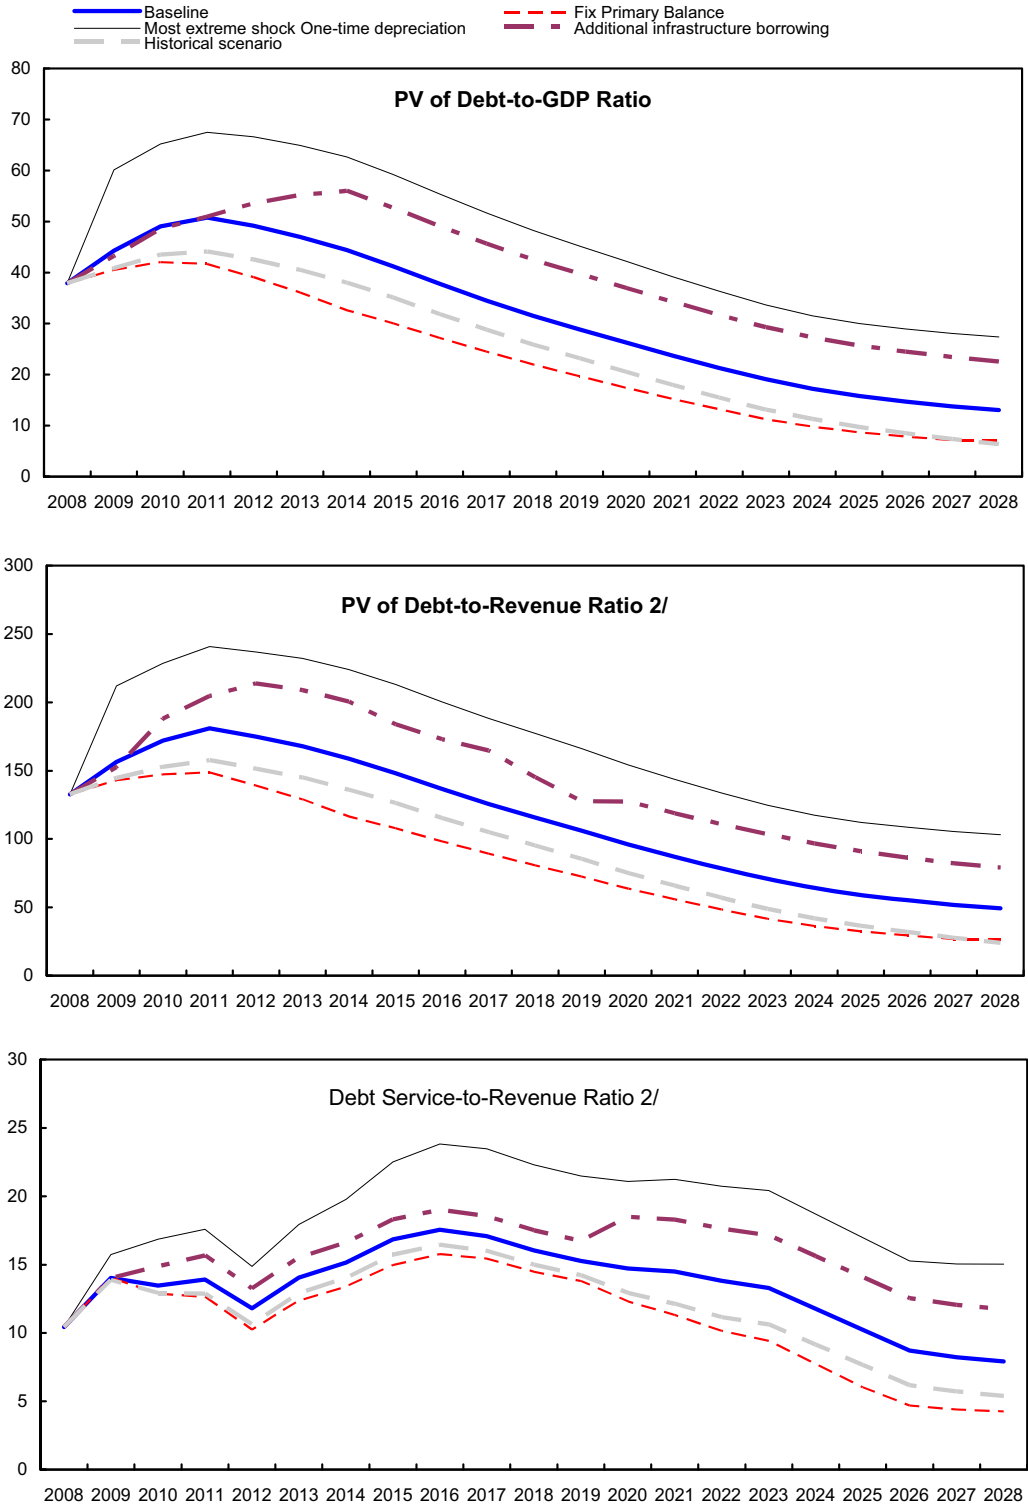 Baseline
Fix Primary Balance
Most extreme shock One-time depreciation
Additional infrastructure borrowing
Historical scenario
PV of Debt-to-GDP Ratio
80
70
60
50
40
30
20
10
0
2008 2009 2010 2011 2012 2013 2014 2015 2016 2017 2018 2019 2020 2021 2022 2023 2024 2025 2026 2027 2028
PV of Debt-to-Revenue Ratio 2/
300
250
200
150
100
50
0
2008 2009 2010 2011 2012 2013 2014 2015 2016 2017 2018 2019 2020 2021 2022 2023 2024 2025 2026 2027 2028
Debt Service-to-Revenue Ratio 2/
30
25
20
15
10
5
0
2008 2009 2010 2011 2012 2013 2014 2015 2016 2017 2018 2019 2020 2021 2022 2023 2024 2025 2026 2027 2028